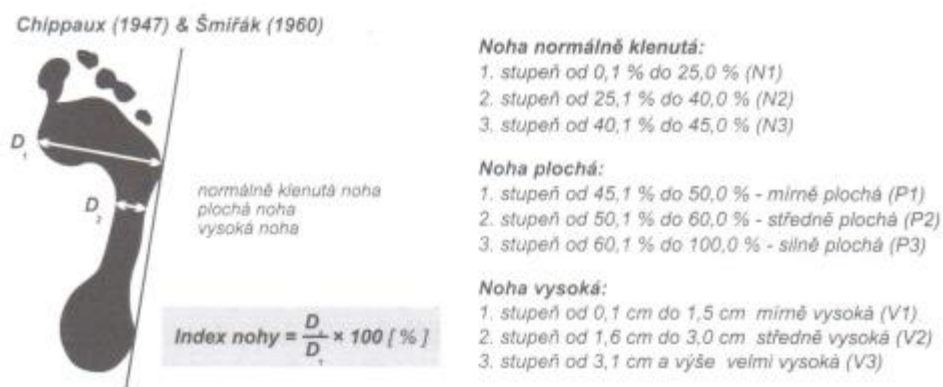 Chippaux (1947) & Šmiřák (1960)
D₁
D₂
normálně klenutá noha
plochá noha
vysoká noha
Index nohy = D / D₁ × 100 [ % ]
Noha normálně klenutá:
1. stupeň od 0,1 % do 25,0 % (N1)
2. stupeň od 25,1 % do 40,0 % (N2)
3. stupeň od 40,1 % do 45,0 % (N3)
Noha plochá:
1. stupeň od 45,1 % do 50,0 % - mírně plochá (P1)
2. stupeň od 50,1 % do 60,0 % - středně plochá (P2)
3. stupeň od 60,1 % do 100,0 % - silně plochá (P3)
Noha vysoká:
1. stupeň od 0,1 cm do 1,5 cm mírně vysoká (V1)
2. stupeň od 1,6 cm do 3,0 cm středně vysoká (V2)
3. stupeň od 3,1 cm a výše velmi vysoká (V3)